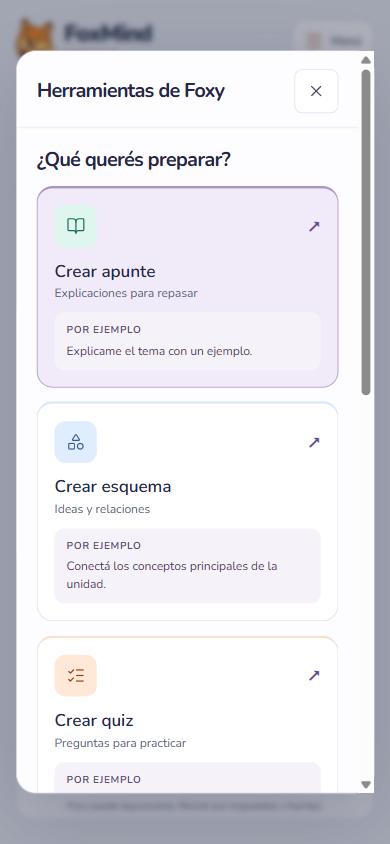 FoxMind
Menú
Herramientas de Foxy
¿Qué querés preparar?
Crear apunte
Explicaciones para repasar
POR EJEMPLO
Explicame el tema con un ejemplo.
Crear esquema
Ideas y relaciones
POR EJEMPLO
Conectá los conceptos principales de la
unidad.
Crear quiz
Preguntas para practicar
POR EJEMPLO